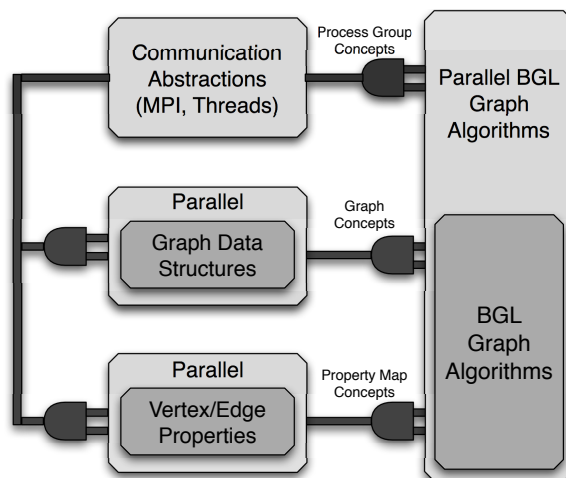 Communication
Abstractions
(MPI, Threads)
Process Group
Concepts
Parallel BGL
Graph
Algorithms
Parallel
Graph Data
Structures
Graph
Concepts
BGL
Graph
Algorithms
Parallel
Vertex/Edge
Properties
Property Map
Concepts